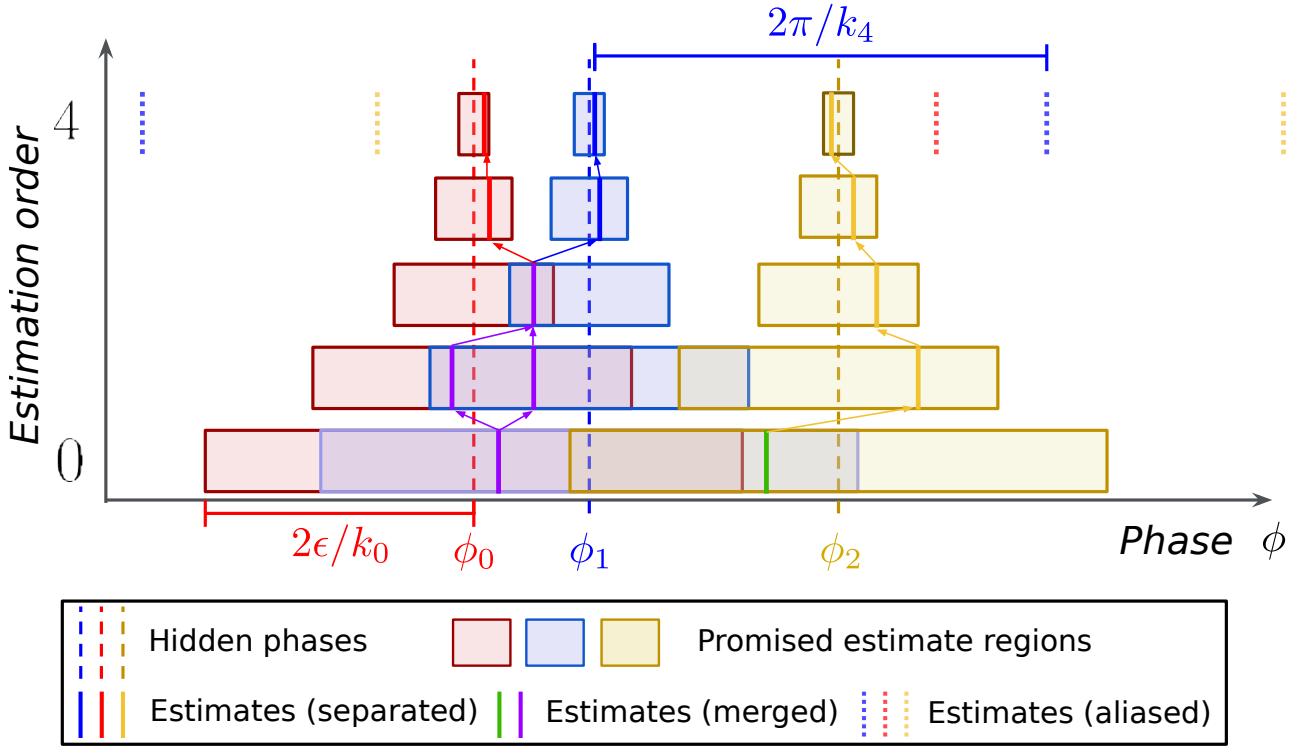 2π/k₄
4
Estimation order
0
2ϵ/k₀
ϕ₀
ϕ₁
ϕ₂
Phase ϕ
Hidden phases
Promised estimate regions
Estimates (separated)
Estimates (merged)
Estimates (aliased)